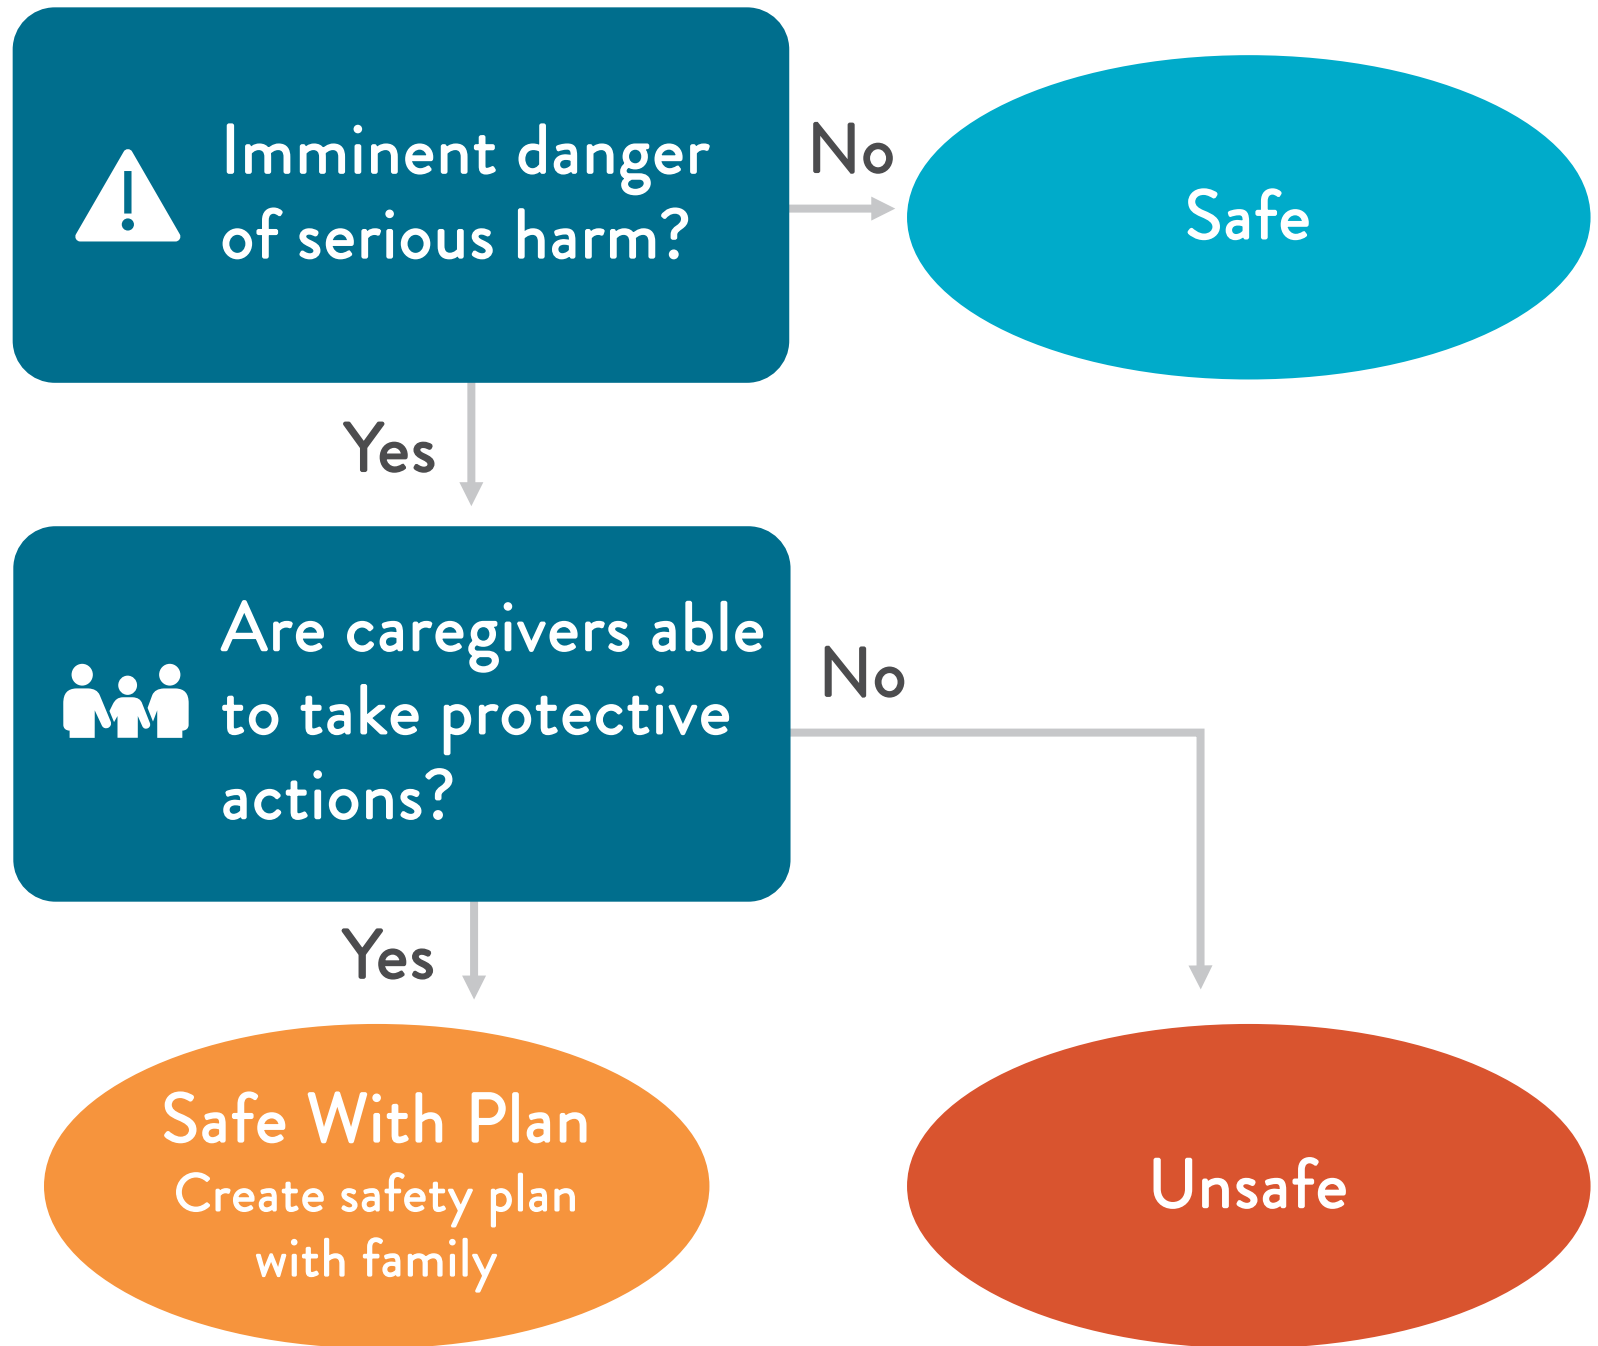 Imminent danger
of serious harm?
No
Safe
Yes
Are caregivers able
to take protective
actions?
No
Yes
Safe With Plan
Create safety plan
with family
Unsafe